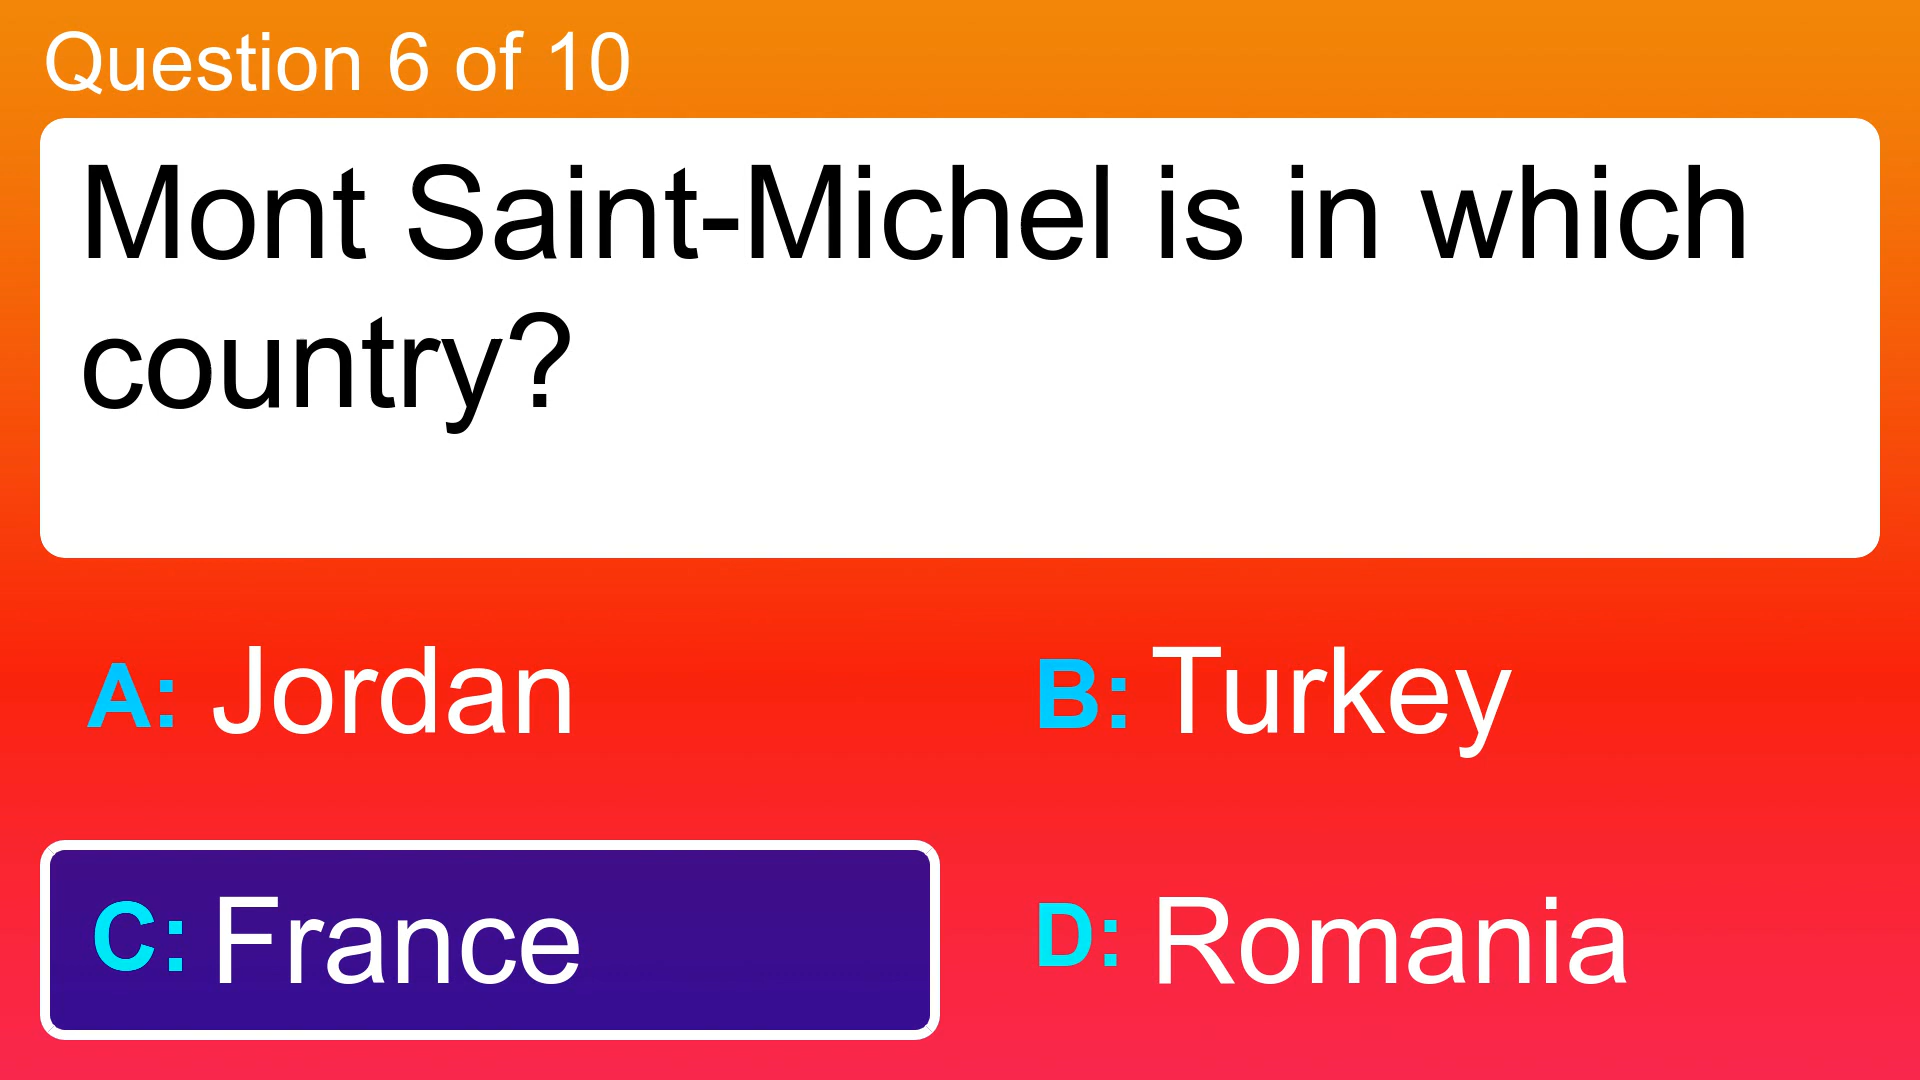 Question 6 of 10
Mont Saint-Michel is in which
country?
A: Jordan
B: Turkey
C: France
D: Romania